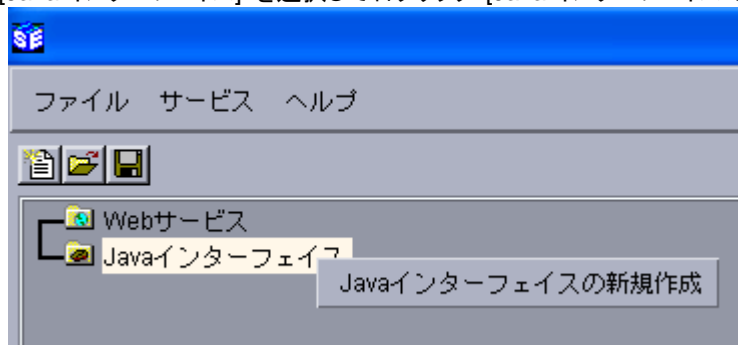 SE
ファイル サービス ヘルプ
Webサービス
Javaインターフェイス
Javaインターフェイスの新規作成